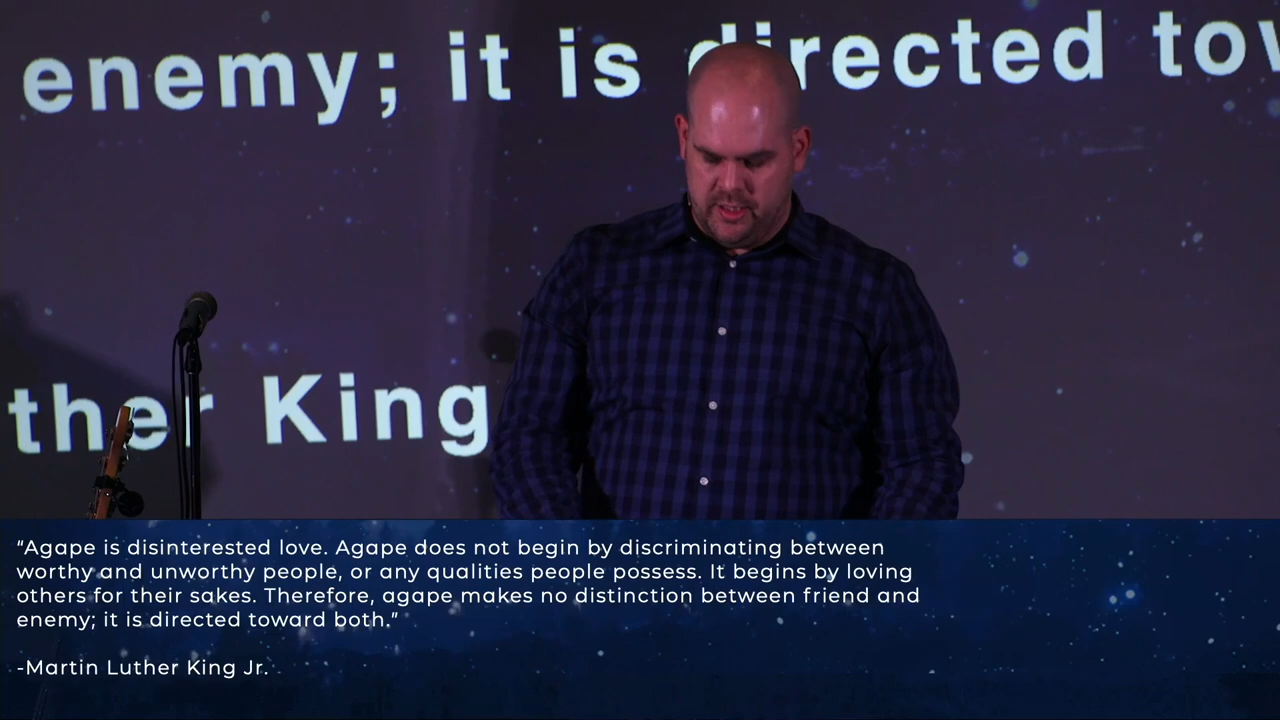 enemy; it is directed
ther King
“Agape is disinterested love. Agape does not begin by discriminating between
worthy and unworthy people, or any qualities people possess. It begins by loving
others for their sakes. Therefore, agape makes no distinction between friend and
enemy; it is directed toward both.”
-Martin Luther King Jr.